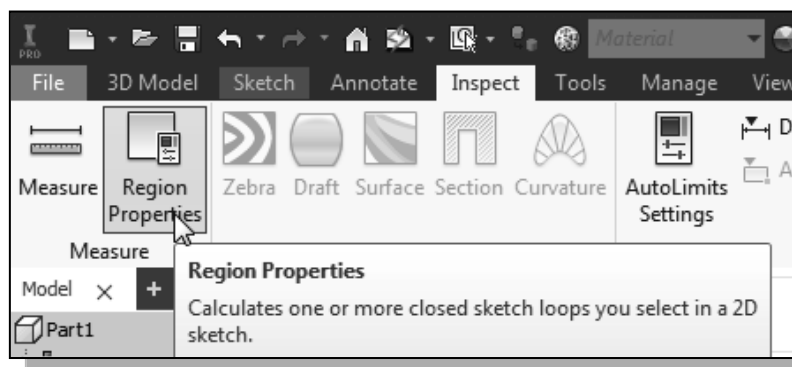 I
PRO
Material
File 3D Model Sketch Annotate Inspect Tools Manage View
Measure Region Properties Zebra Draft Surface Section Curvature AutoLimits Settings D
A
Measure
Model × +
Region Properties
Calculates one or more closed sketch loops you select in a 2D
sketch.
Part1